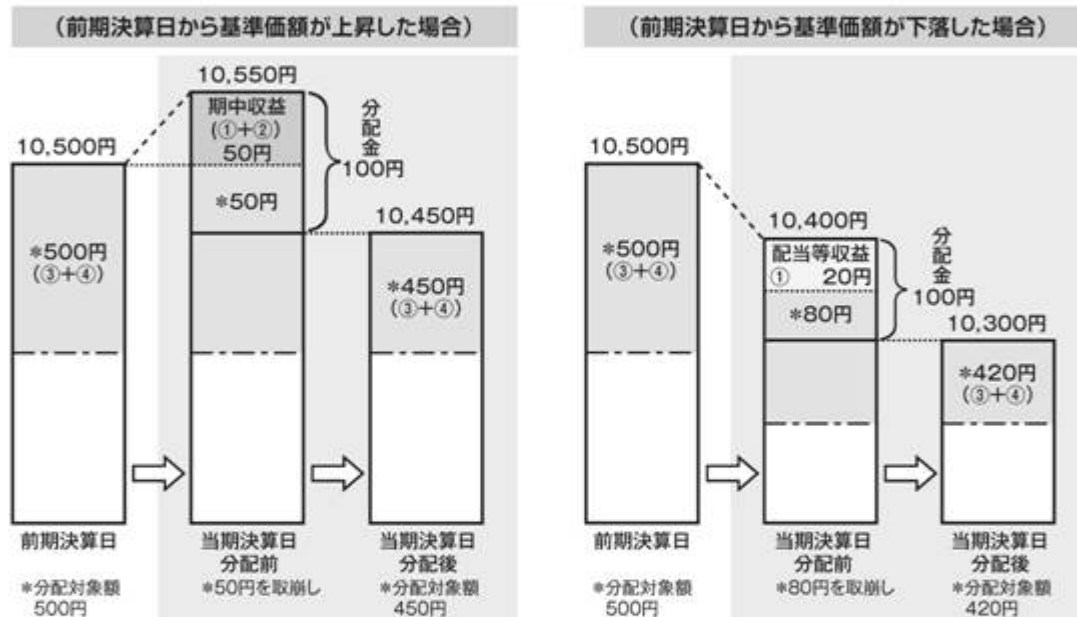 （前期決算日から基準価額が上昇した場合）
10,550円
期中収益
（①＋②）
50円
＊50円
分配金
100円
10,500円
＊500円
（③＋④）
10,450円
＊450円
（③＋④）
前期決算日
＊分配対象額
500円
当期決算日
分配前
＊50円を取崩し
当期決算日
分配後
＊分配対象額
450円
（前期決算日から基準価額が下落した場合）
10,500円
＊500円
（③＋④）
10,400円
配当等収益
① 20円
＊80円
分配金
100円
10,300円
＊420円
（③＋④）
前期決算日
＊分配対象額
500円
当期決算日
分配前
＊80円を取崩し
当期決算日
分配後
＊分配対象額
420円